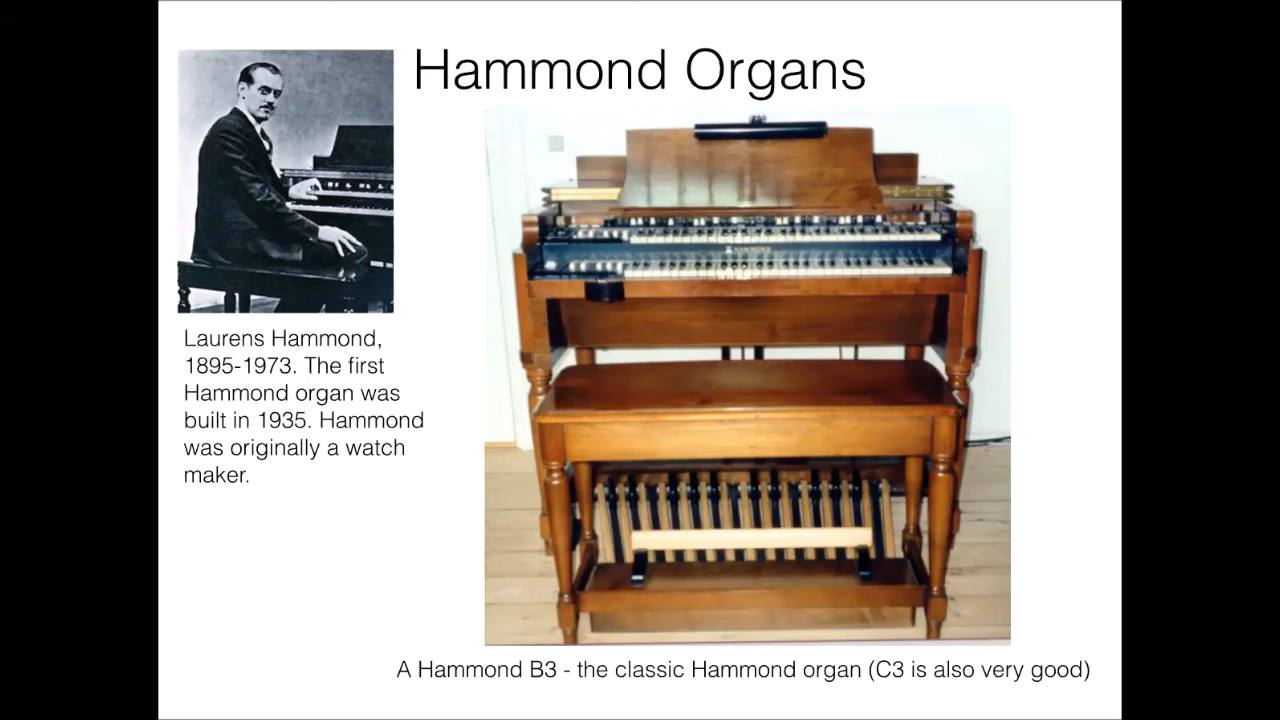 Hammond Organs
Laurens Hammond,
1895-1973. The first
Hammond organ was
built in 1935. Hammond
was originally a watch
maker.
HAMMOND
A Hammond B3 - the classic Hammond organ (C3 is also very good)